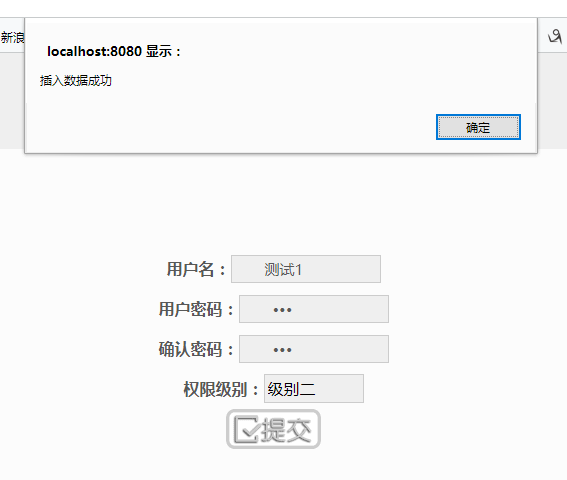 新浪
localhost:8080 显示：
插入数据成功
确定
用户名： 测试1
用户密码： •••
确认密码： •••
权限级别： 级别二
提交